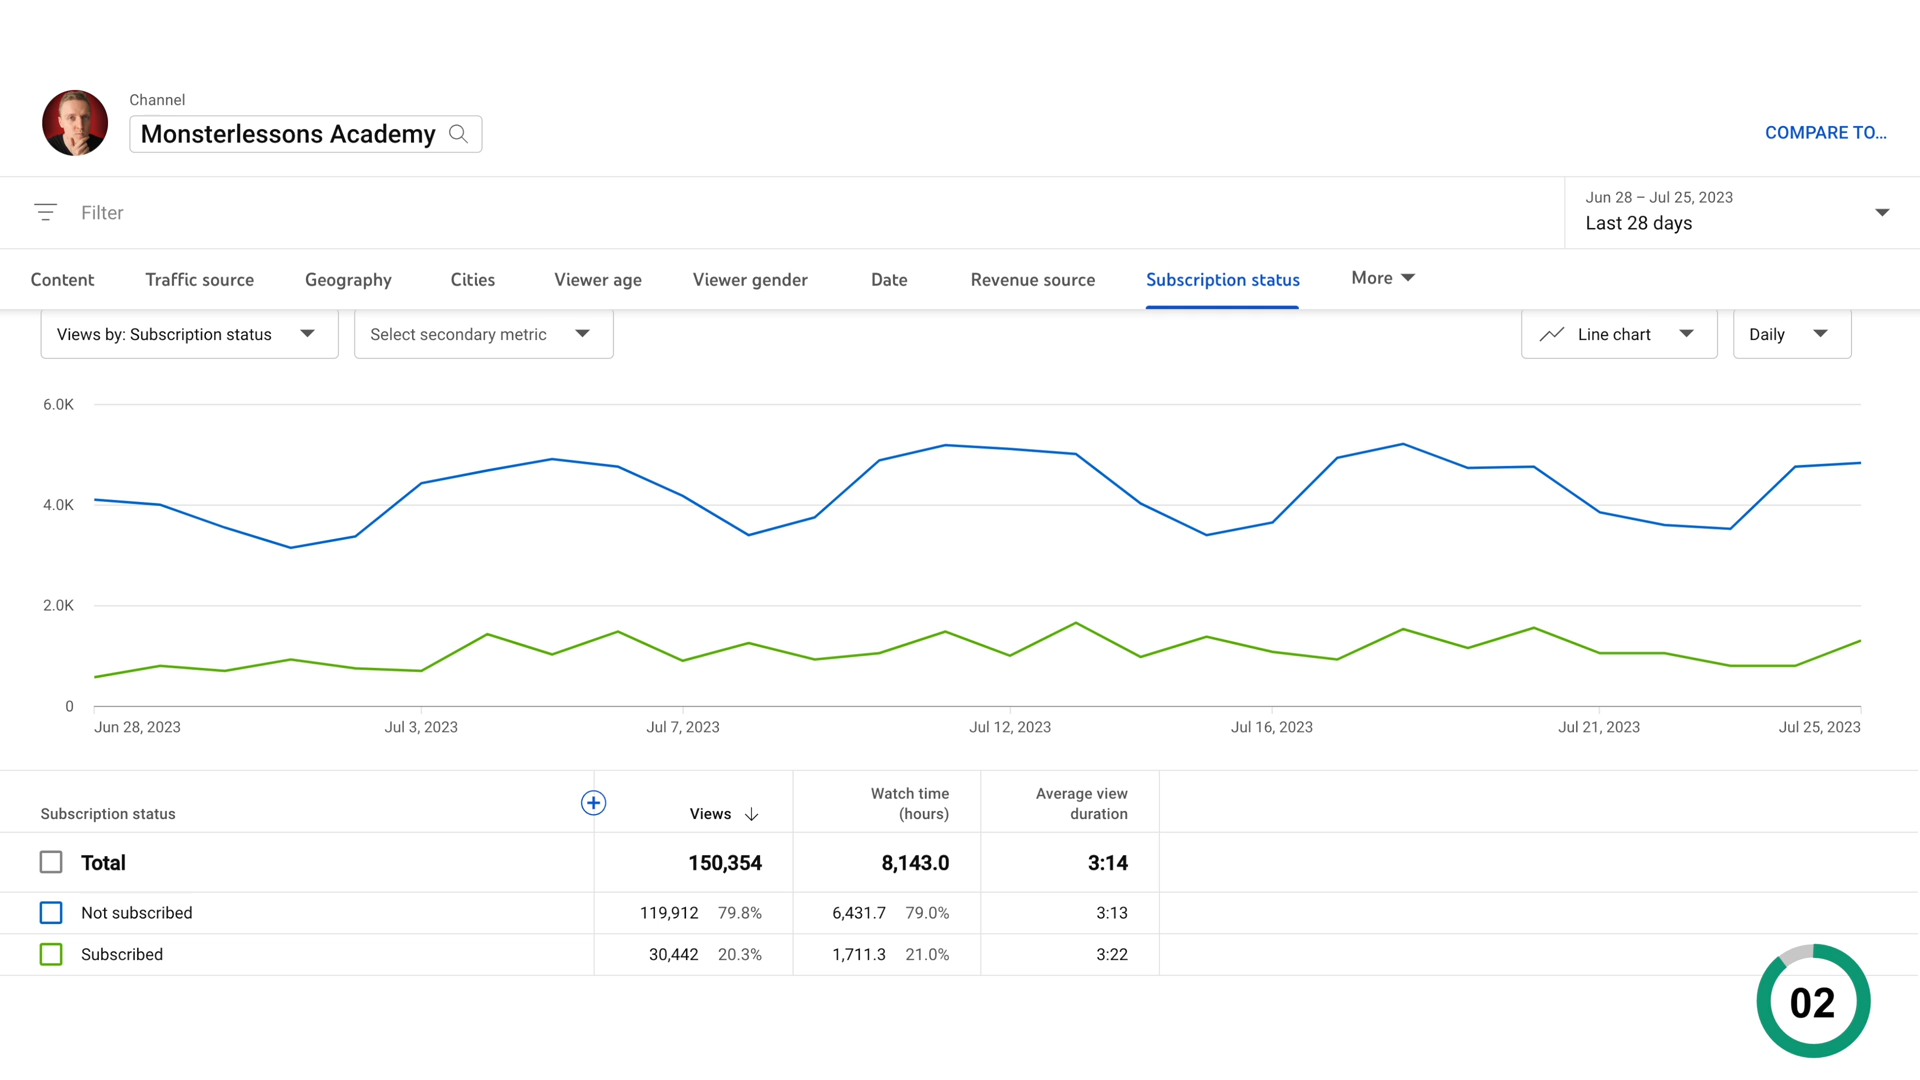 Channel
Monsterlessons Academy
COMPARE TO...
Filter
Jun 28 – Jul 25, 2023
Last 28 days
Content
Traffic source
Geography
Cities
Viewer age
Viewer gender
Date
Revenue source
Subscription status
More
Views by: Subscription status
Select secondary metric
Line chart
Daily
6.0K
4.0K
2.0K
0
Jun 28, 2023
Jul 3, 2023
Jul 7, 2023
Jul 12, 2023
Jul 16, 2023
Jul 21, 2023
Jul 25, 2023
Subscription status
Views
Watch time
(hours)
Average view
duration
Total 150,354 8,143.0 3:14
Not subscribed 119,912 79.8% 6,431.7 79.0% 3:13
Subscribed 30,442 20.3% 1,711.3 21.0% 3:22
02